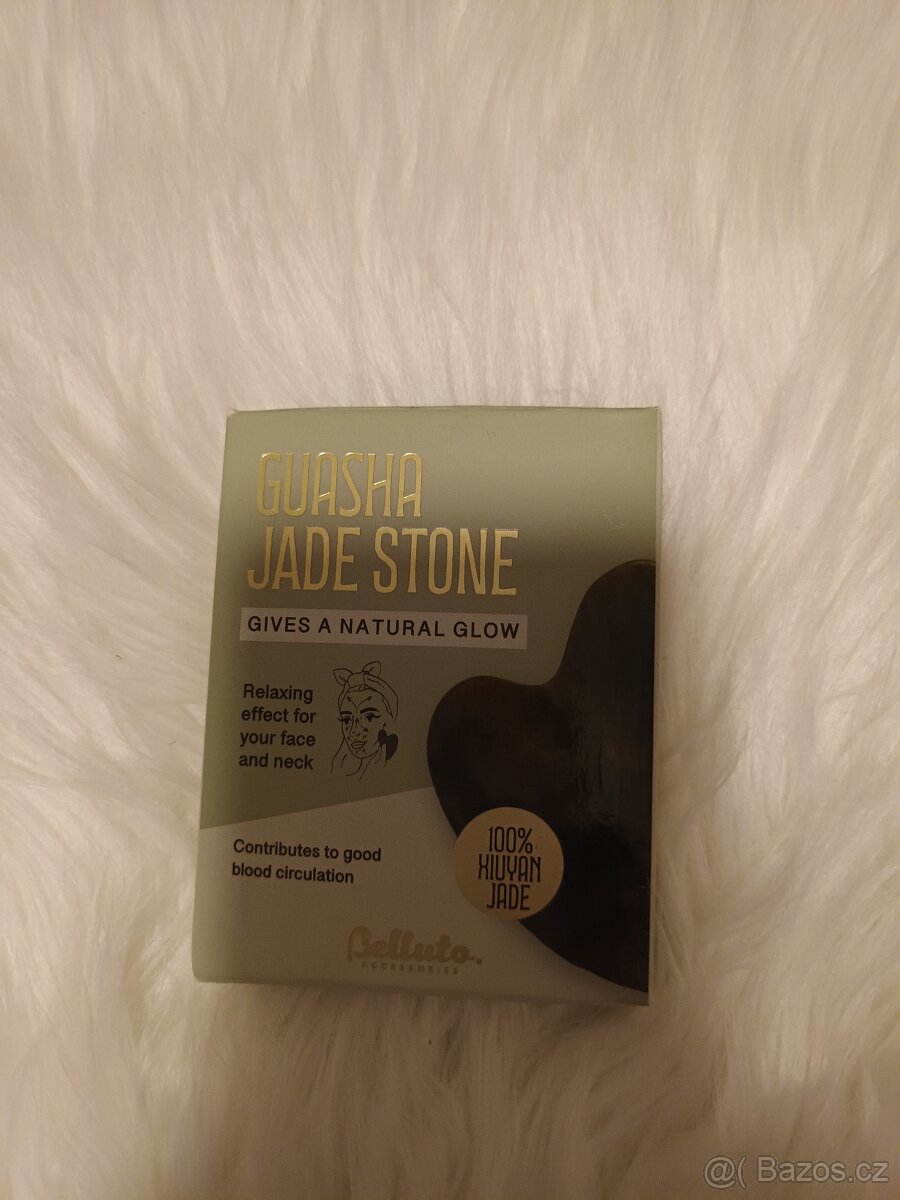 GUASHA
JADE STONE
GIVES A NATURAL GLOW
Relaxing
effect for
your face
and neck
Contributes to good
blood circulation
100%
XIUYAN
JADE
Belluto.
ACCESSORIES
@( Bazos.cz